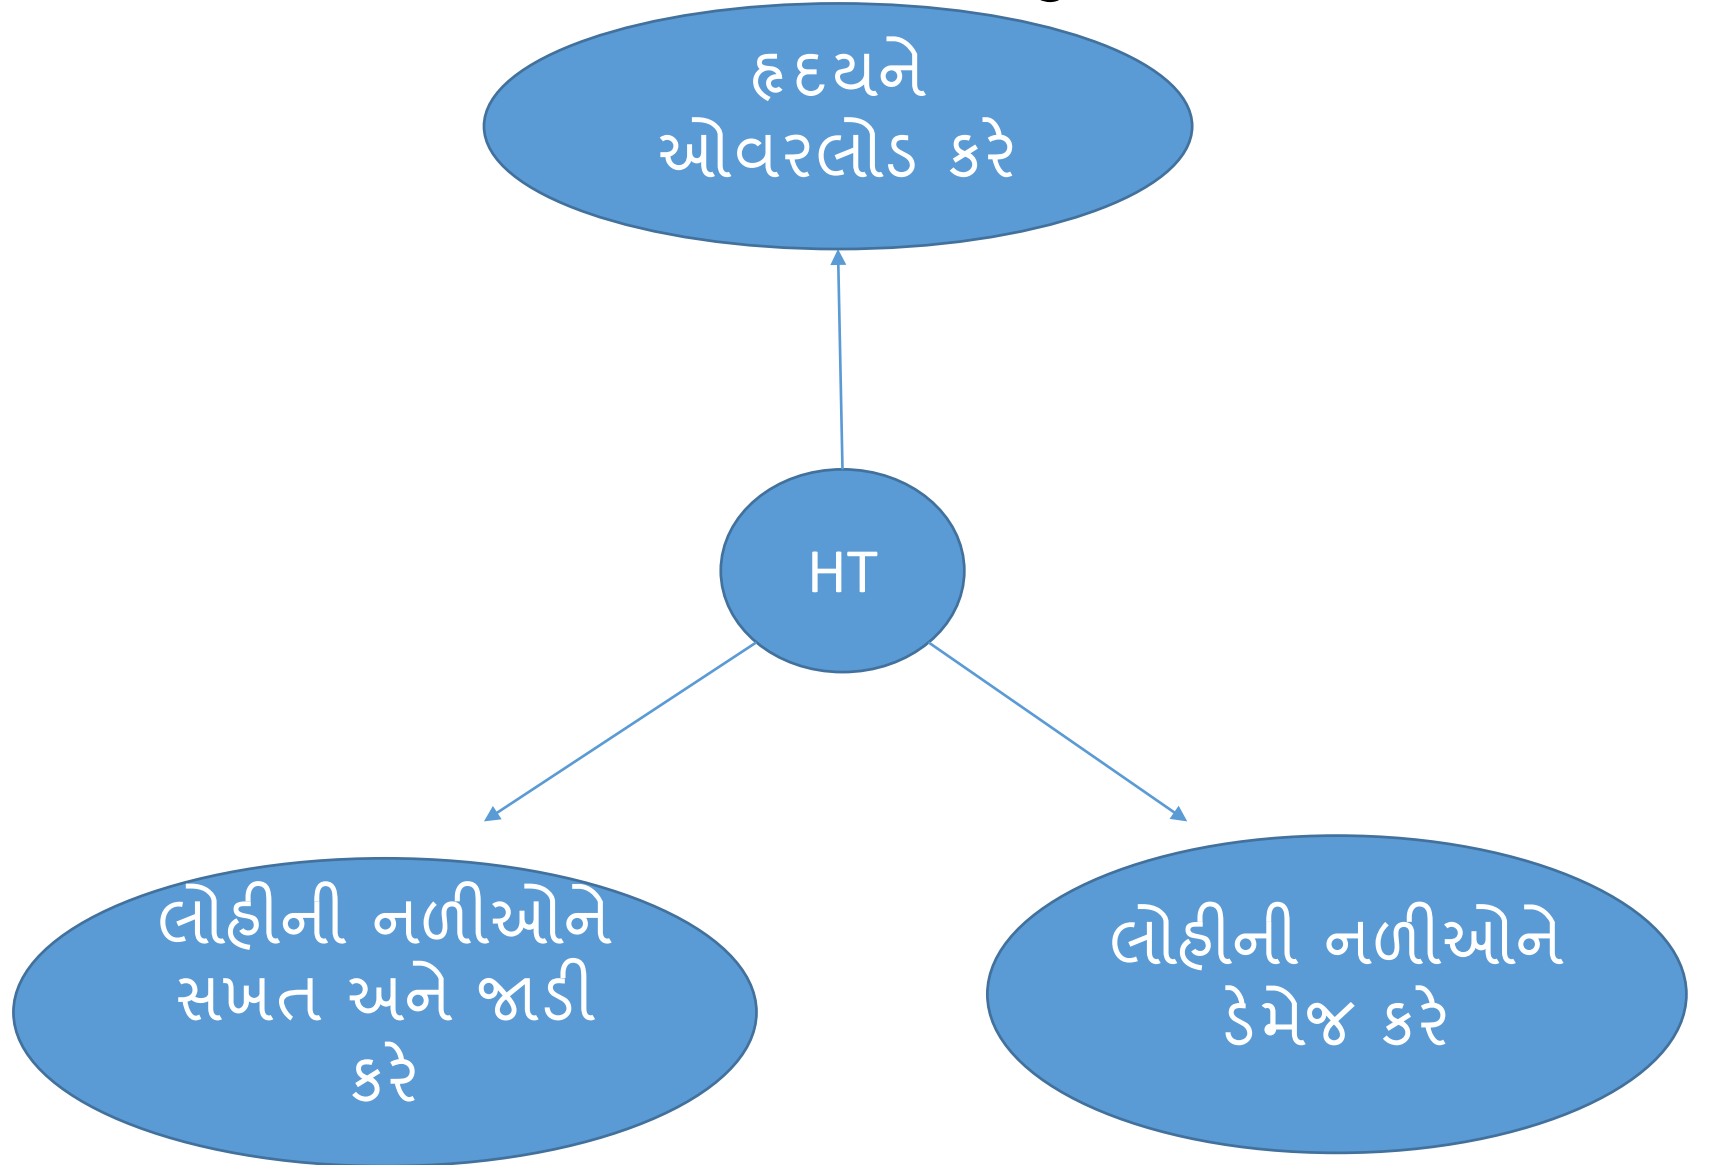 હૃદયને
ઓવરલોડ કરે
HT
લોહીની નળીઓને
સખત અને જાડી
કરે
લોહીની નળીઓને
ડેમેજ કરે